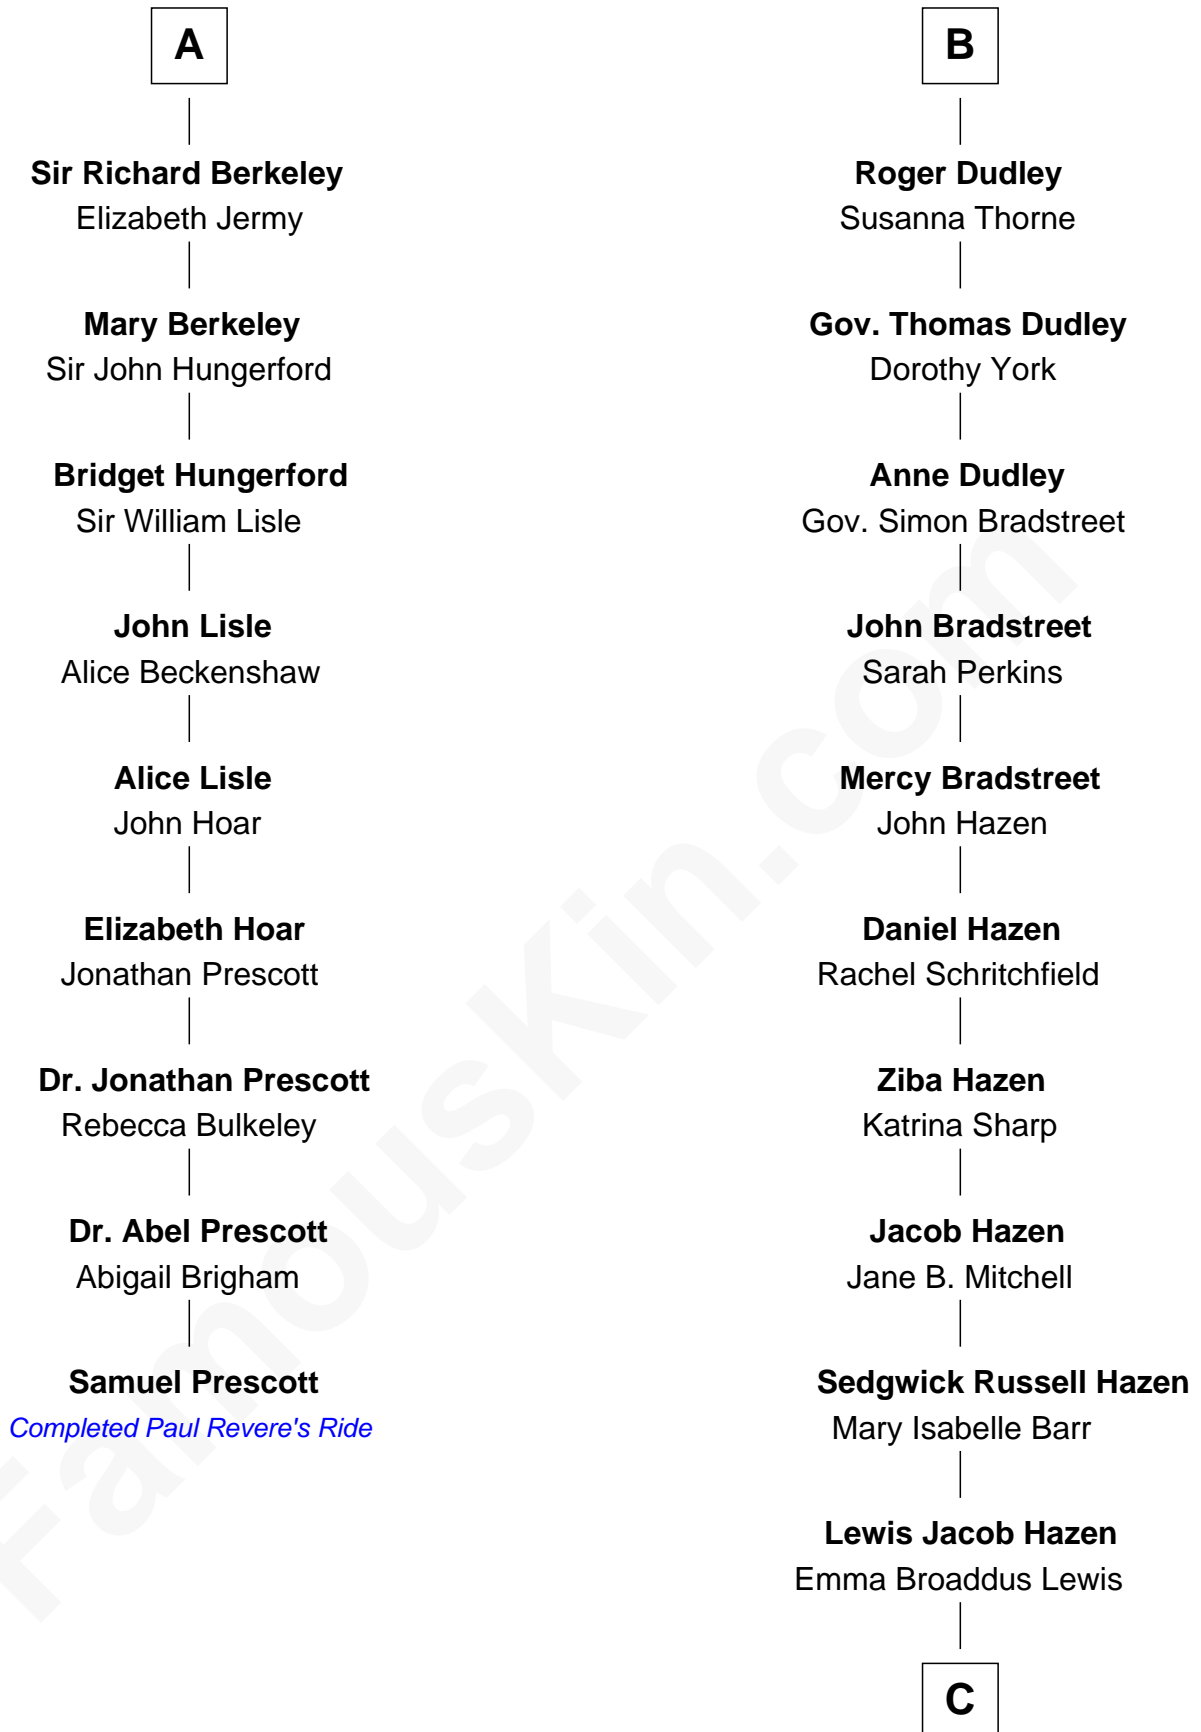 A
Sir Richard Berkeley
Elizabeth Jermy
Mary Berkeley
Sir John Hungerford
Bridget Hungerford
Sir William Lisle
John Lisle
Alice Beckenshaw
Alice Lisle
John Hoar
Elizabeth Hoar
Jonathan Prescott
Dr. Jonathan Prescott
Rebecca Bulkeley
Dr. Abel Prescott
Abigail Brigham
Samuel Prescott
Completed Paul Revere's Ride
B
Roger Dudley
Susanna Thorne
Gov. Thomas Dudley
Dorothy York
Anne Dudley
Gov. Simon Bradstreet
John Bradstreet
Sarah Perkins
Mercy Bradstreet
John Hazen
Daniel Hazen
Rachel Schritchfield
Ziba Hazen
Katrina Sharp
Jacob Hazen
Jane B. Mitchell
Sedgwick Russell Hazen
Mary Isabelle Barr
Lewis Jacob Hazen
Emma Broaddus Lewis
C
FamousKin.com